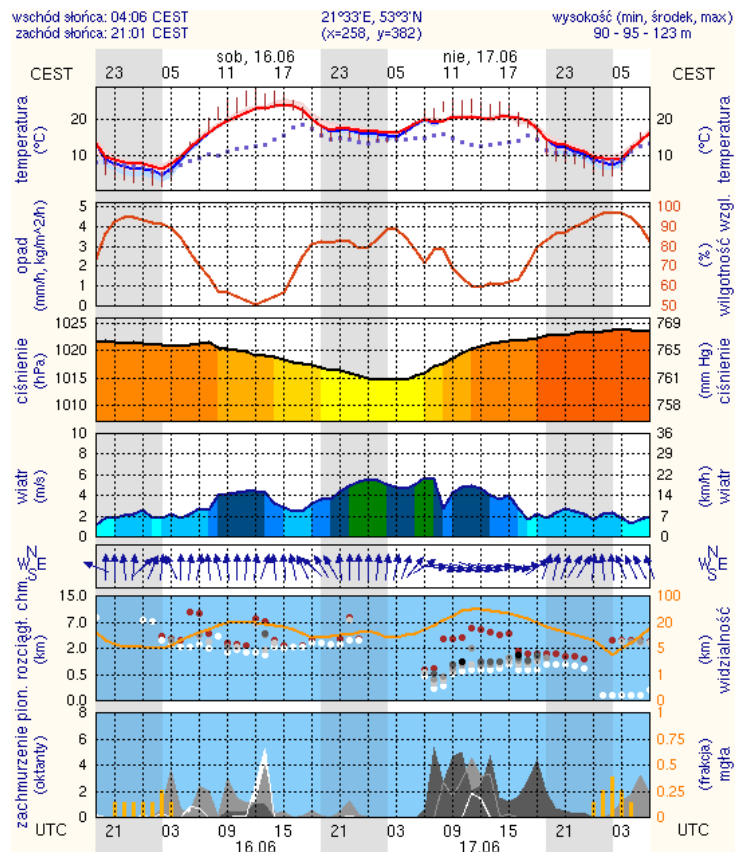 wschód słońca: 04:06 CEST 21°33'E, 53°3'N wysokość (min, środek, max)
zachód słońca: 21:01 CEST (x=258, y=382) 90 - 95 - 123 m
sob, 16.06 nie, 17.06
CEST 23 05 11 17 23 05 11 17 23 05 CEST
temperatura
(°C)
20
10
20
10
(°C)
temperatura
opad
(mm/h, kg/m^2/h)
5
4
3
2
1
0
100
90
80
70
60
50
(%)
wilgotność wzgl.
ciśnienie
(hPa)
1025
1020
1015
1010
769
765
761
758
(mm Hg)
ciśnienie
wiatr
(m/s)
10
8
6
4
2
0
36
29
22
14
7
0
(km/h)
wiatr
N
W E
S
N
W E
S
pion. rozciągł. chm.
(km)
15.0
7.0
2.0
0.5
0.0
100
20
5
1
0
(km)
widzialność
zachmurzenie
(oktanty)
8
6
4
2
0
1
0.75
0.5
0.25
0
(frakcja)
mgła
UTC 21 03 09 15 21 03 09 15 21 03 UTC
16.06 17.06